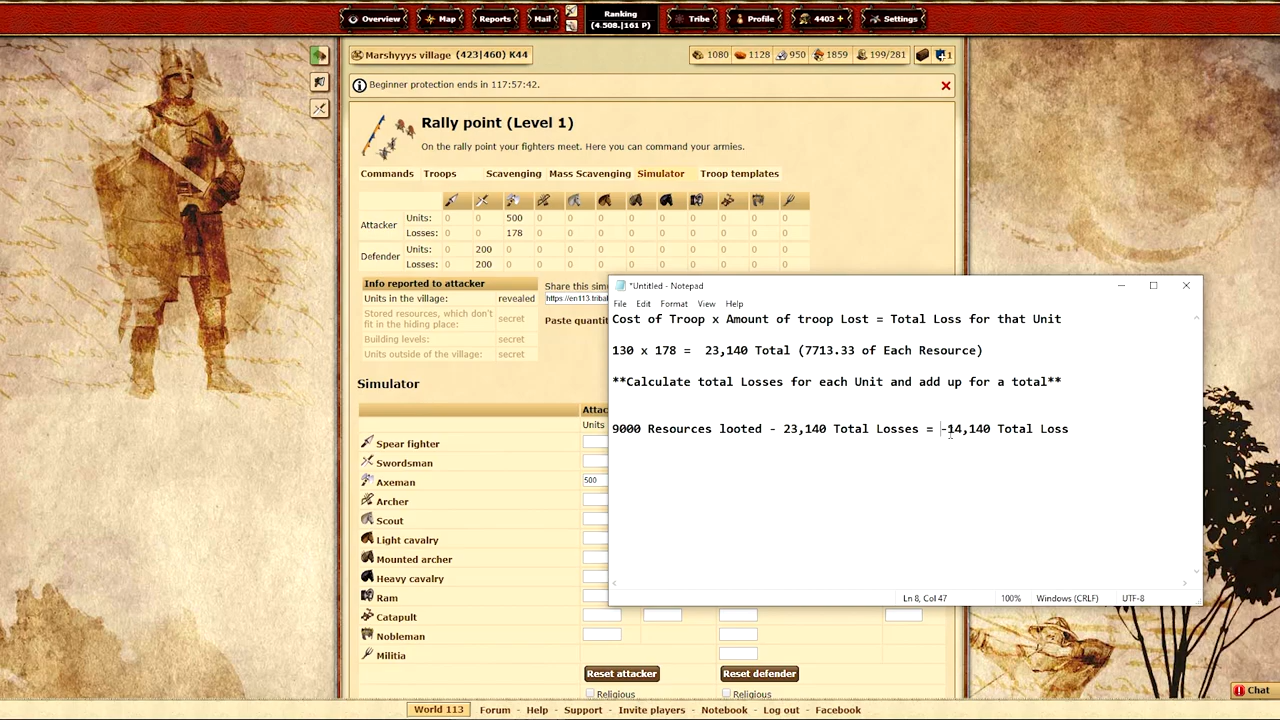 Overview
Map
Reports
Mail
Ranking
(4.508.|161 P)
Tribe
Profile
4403 +
Settings
Marshyyys village (423|460) K44
1080 1128 950 1859 199/281 1
Beginner protection ends in 117:57:42.
Rally point (Level 1)
On the rally point your fighters meet. Here you can command your armies.
Commands Troops Scavenging Mass Scavenging Simulator Troop templates
Attacker
Units: 0 0 500 0 0 0 0 0 0 0 0 0
Losses: 0 0 178 0 0 0 0 0 0 0 0 0
Defender
Units: 0 200 0 0 0 0 0 0 0 0 0 0
Losses: 0 200 0 0 0 0 0 0 0 0 0 0
Info reported to attacker
Units in the village: revealed
Stored resources, which don't
fit in the hiding place: secret
Building levels: secret
Units outside of the village: secret
Share this simu
https://en113.tribal
Paste quantit
Simulator
Attac
Units
Spear fighter
Swordsman
Axeman 500
Archer
Scout
Light cavalry
Mounted archer
Heavy cavalry
Ram
Catapult
Nobleman
Militia
Reset attacker Reset defender
Religious Religious
*Untitled - Notepad
File Edit Format View Help
Cost of Troop x Amount of troop Lost = Total Loss for that Unit
130 x 178 =  23,140 Total (7713.33 of Each Resource)
**Calculate total Losses for each Unit and add up for a total**
9000 Resources looted - 23,140 Total Losses = -14,140 Total Loss
Ln 8, Col 47 100% Windows (CRLF) UTF-8
Chat
World 113 Forum - Help - Support - Invite players - Notebook - Log out - Facebook